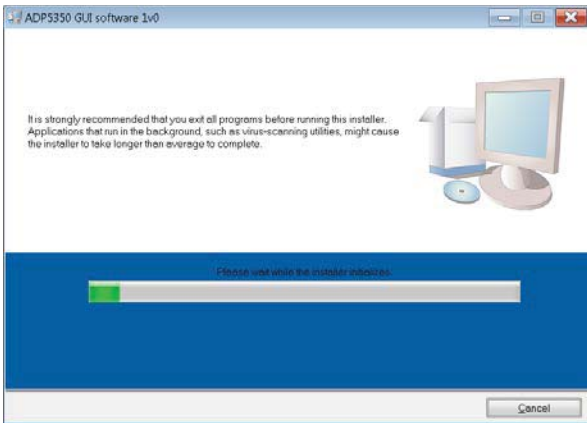 ADP5350 GUI software 1v0
It is strongly recommended that you exit all programs before running this installer.
Applications that run in the background, such as virus-scanning utilities, might cause
the installer to take longer than average to complete.
Please wait while the installer initializes.
Cancel